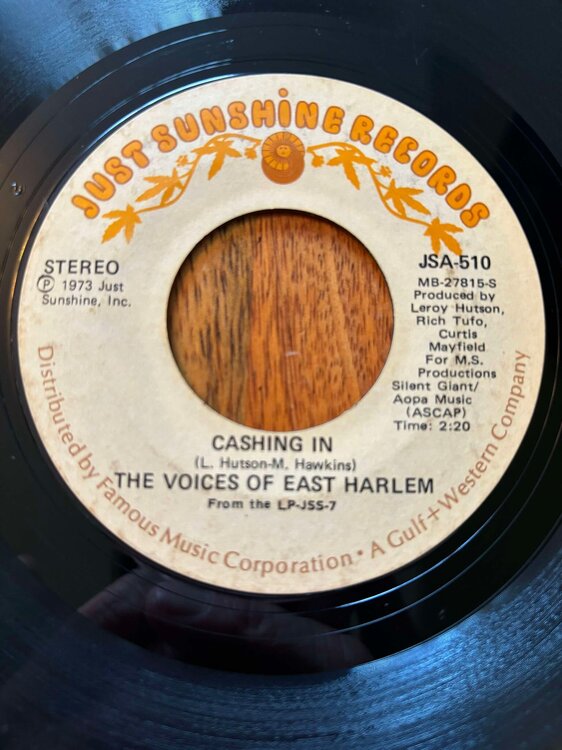 JUST SUNSHINE RECORDS
STEREO
Ⓟ 1973 Just
Sunshine, Inc.
JSA-510
MB-27815-S
Produced by
Leroy Hutson,
Rich Tufo,
Curtis
Mayfield
For M.S.
Productions
Silent Giant/
Aopa Music
(ASCAP)
Time: 2:20
CASHING IN
(L. Hutson-M. Hawkins)
THE VOICES OF EAST HARLEM
From the LP-JSS-7
Distributed by Famous Music Corporation • A Gulf+Western Company